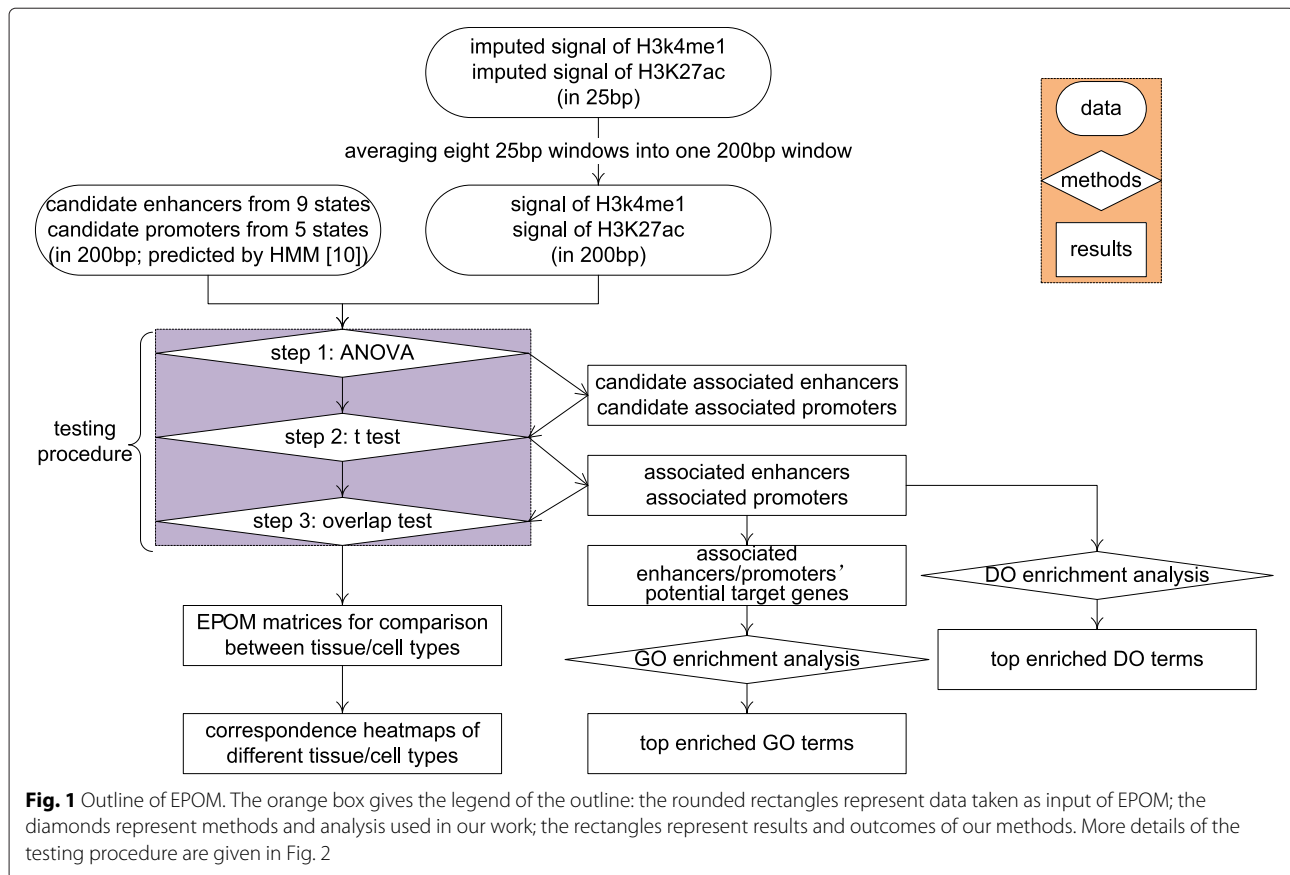 imputed signal of H3k4me1
imputed signal of H3K27ac
(in 25bp)
data
methods
results
averaging eight 25bp windows into one 200bp window
candidate enhancers from 9 states
candidate promoters from 5 states
(in 200bp; predicted by HMM [10])
signal of H3k4me1
signal of H3K27ac
(in 200bp)
testing
procedure
step 1: ANOVA
candidate associated enhancers
candidate associated promoters
step 2: t test
associated enhancers
associated promoters
step 3: overlap test
associated
enhancers/promoters’
potential target genes
DO enrichment analysis
EPOM matrices for comparison
between tissue/cell types
GO enrichment analysis
top enriched DO terms
correspondence heatmaps of
different tissue/cell types
top enriched GO terms
Fig. 1 Outline of EPOM. The orange box gives the legend of the outline: the rounded rectangles represent data taken as input of EPOM; the
diamonds represent methods and analysis used in our work; the rectangles represent results and outcomes of our methods. More details of the
testing procedure are given in Fig. 2